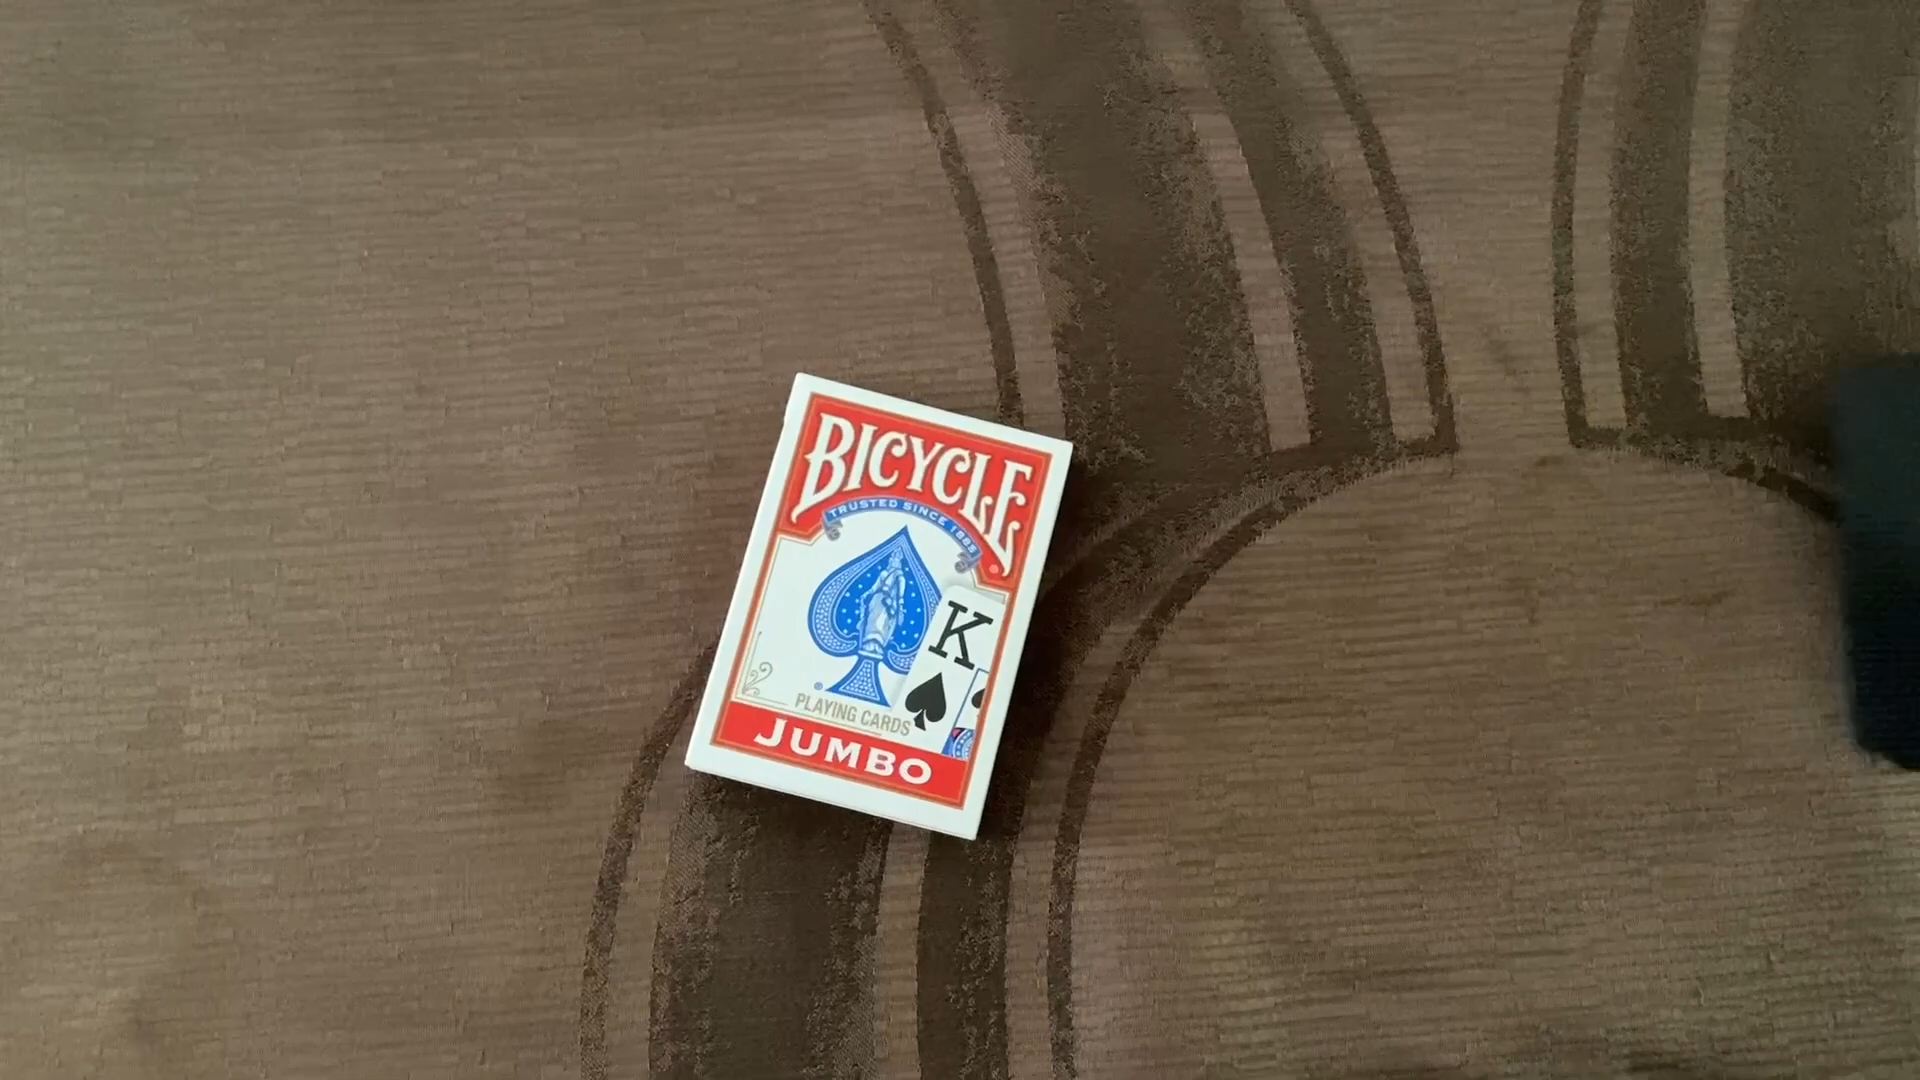 BICYCLE
TRUSTED SINCE 1885
®
K
®
PLAYING CARDS
JUMBO